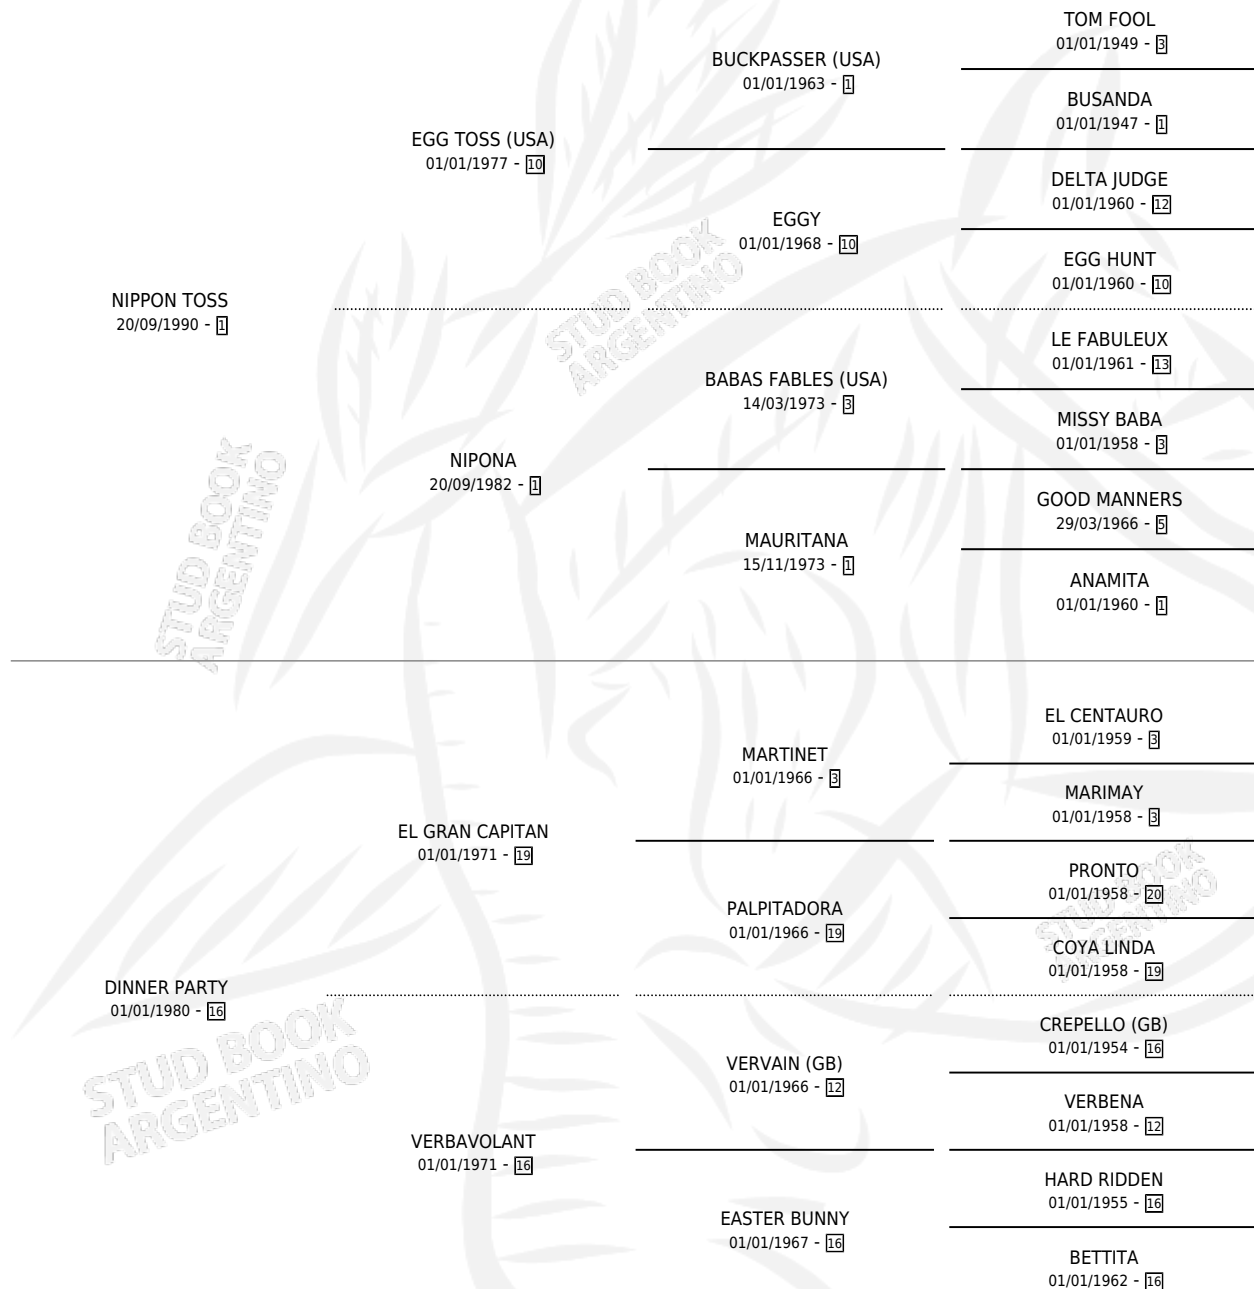 TOM FOOL
01/01/1949 - 3
BUCKPASSER (USA)
01/01/1963 - 1
BUSANDA
01/01/1947 - 1
EGG TOSS (USA)
01/01/1977 - 10
DELTA JUDGE
01/01/1960 - 12
EGGY
01/01/1968 - 10
EGG HUNT
01/01/1960 - 10
NIPPON TOSS
20/09/1990 - 1
LE FABULEUX
01/01/1961 - 13
BABAS FABLES (USA)
14/03/1973 - 3
MISSY BABA
01/01/1958 - 3
NIPONA
20/09/1982 - 1
GOOD MANNERS
29/03/1966 - 5
MAURITANA
15/11/1973 - 1
ANAMITA
01/01/1960 - 1
EL CENTAURO
01/01/1959 - 3
MARTINET
01/01/1966 - 3
MARIMAY
01/01/1958 - 3
EL GRAN CAPITAN
01/01/1971 - 19
PRONTO
01/01/1958 - 20
PALPITADORA
01/01/1966 - 19
COYA LINDA
01/01/1958 - 19
DINNER PARTY
01/01/1980 - 16
CREPELLO (GB)
01/01/1954 - 16
VERVAIN (GB)
01/01/1966 - 12
VERBENA
01/01/1958 - 12
VERBAVOLANT
01/01/1971 - 16
HARD RIDDEN
01/01/1955 - 16
EASTER BUNNY
01/01/1967 - 16
BETTITA
01/01/1962 - 16
STUD BOOK
ARGENTINO
STUD BOOK
ARGENTINO
STUD BOOK
ARGENTINO
STUD BOOK
ARGENTINO